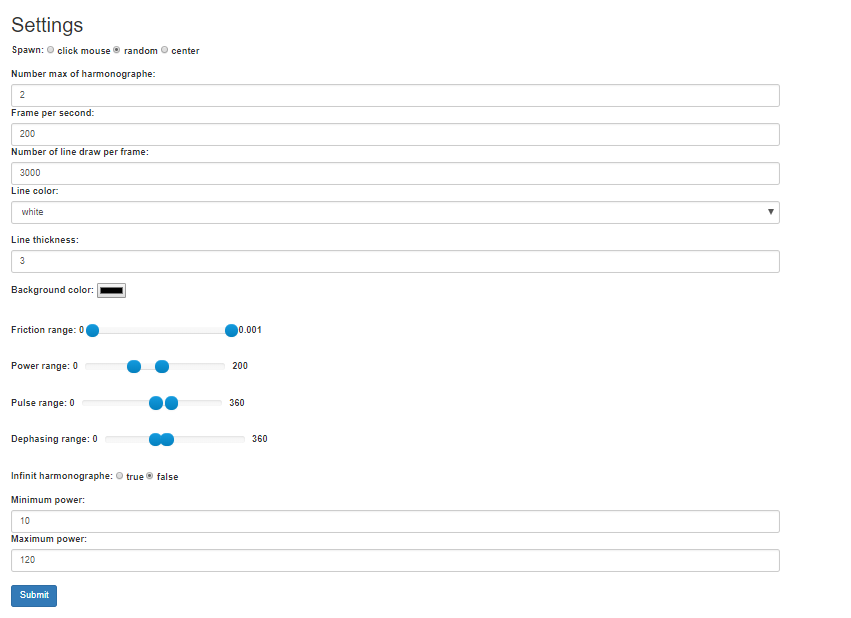 Settings
Spawn: click mouse random center
Number max of harmonographe:
2
Frame per second:
200
Number of line draw per frame:
3000
Line color:
white
Line thickness:
3
Background color:
Friction range: 0 0.001
Power range: 0 200
Pulse range: 0 360
Dephasing range: 0 360
Infinit harmonographe: true false
Minimum power:
10
Maximum power:
120
Submit